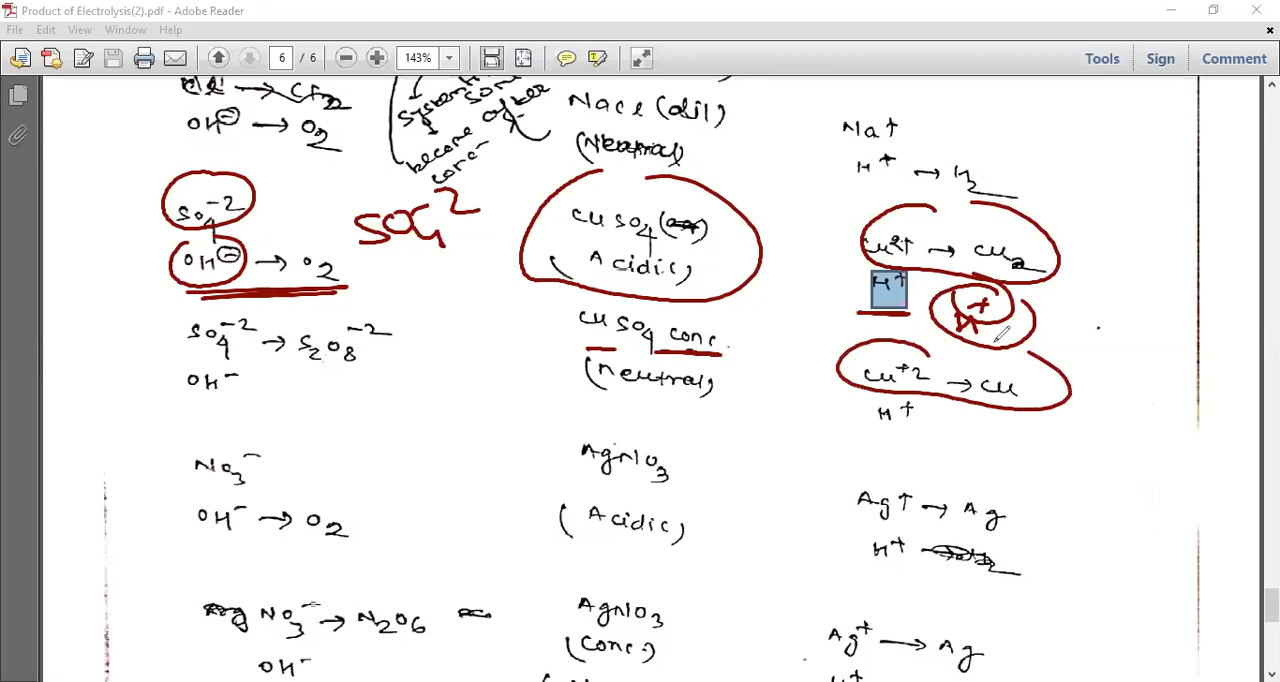 Product of Electrolysis(2).pdf - Adobe Reader
File Edit View Window Help
6 / 6 143% Tools Sign Comment
OH⊖ → O2
become
conc
NaCl (dil)
(Neutral)
Na+
H+ → H2
SO4-2
OH⊖ → O2
SO4 2
CuSO4
(Acidic)
Cu2+ → Cu
H+
H+
SO4-2 → S2O8-2
OH-
CuSO4 conc.
(Neutral)
Cu+2 → Cu
H+
NO3-
OH- → O2
AgNO3
(Acidic)
Ag+ → Ag
H+
NO3- → N2O6
OH-
AgNO3
(Conc.)
Ag+ → Ag
H+